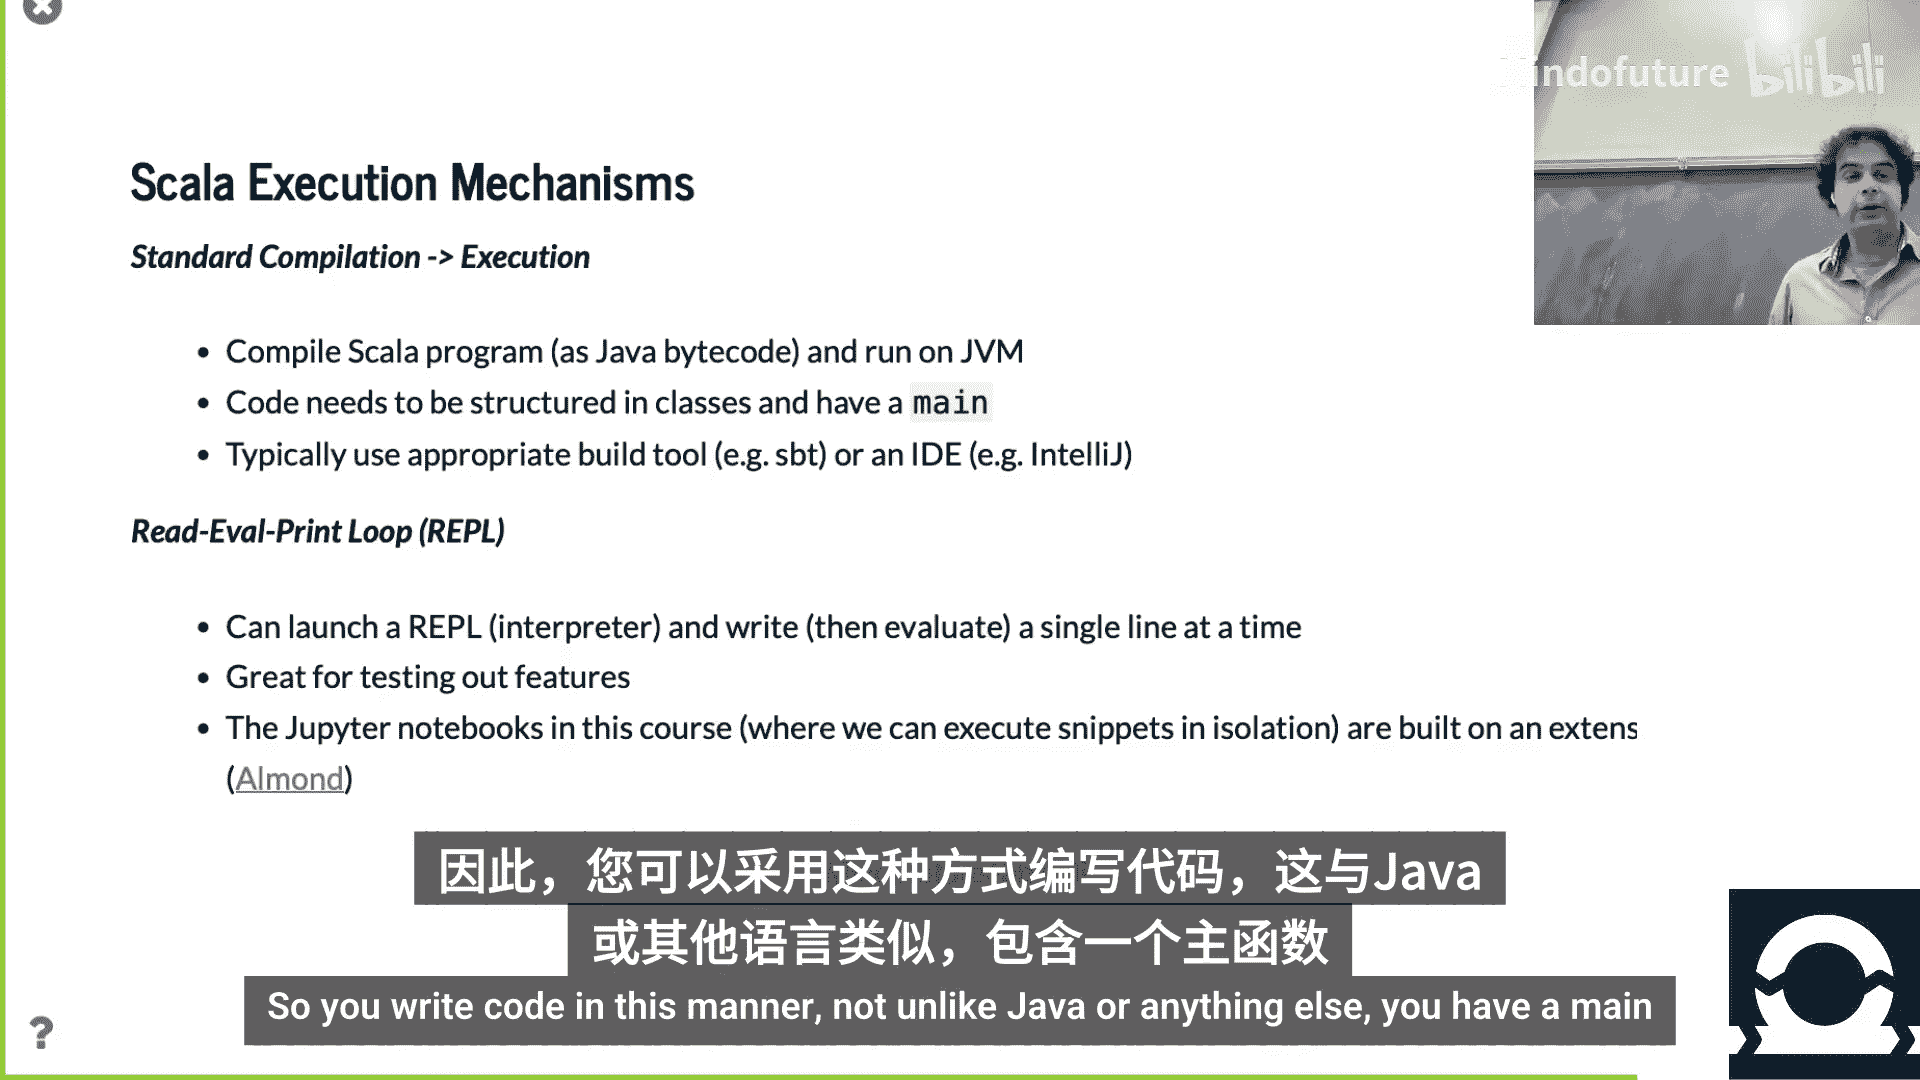 indofuture bilibili
Scala Execution Mechanisms
Standard Compilation -> Execution
• Compile Scala program (as Java bytecode) and run on JVM
• Code needs to be structured in classes and have a main
• Typically use appropriate build tool (e.g. sbt) or an IDE (e.g. IntelliJ)
Read-Eval-Print Loop (REPL)
• Can launch a REPL (interpreter) and write (then evaluate) a single line at a time
• Great for testing out features
• The Jupyter notebooks in this course (where we can execute snippets in isolation) are built on an extens
(Almond)
因此，您可以采用这种方式编写代码，这与Java
或其他语言类似，包含一个主函数
So you write code in this manner, not unlike Java or anything else, you have a main
?